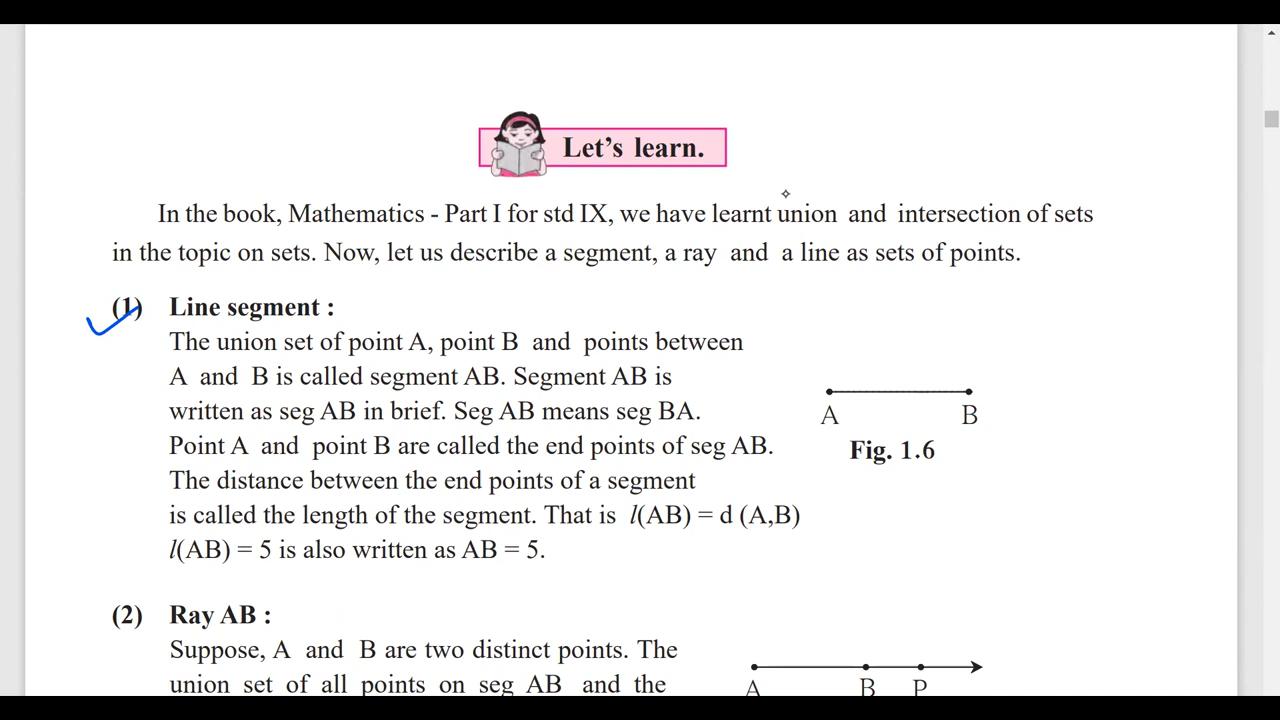 Let’s learn.
In the book, Mathematics - Part I for std IX, we have learnt union and intersection of sets
in the topic on sets. Now, let us describe a segment, a ray and a line as sets of points.
(1) Line segment :
The union set of point A, point B and points between
A and B is called segment AB. Segment AB is
written as seg AB in brief. Seg AB means seg BA.
Point A and point B are called the end points of seg AB.
The distance between the end points of a segment
is called the length of the segment. That is l(AB) = d (A,B)
l(AB) = 5 is also written as AB = 5.
A B
Fig. 1.6
(2) Ray AB :
Suppose, A and B are two distinct points. The
union set of all points on seg AB and the
A B P